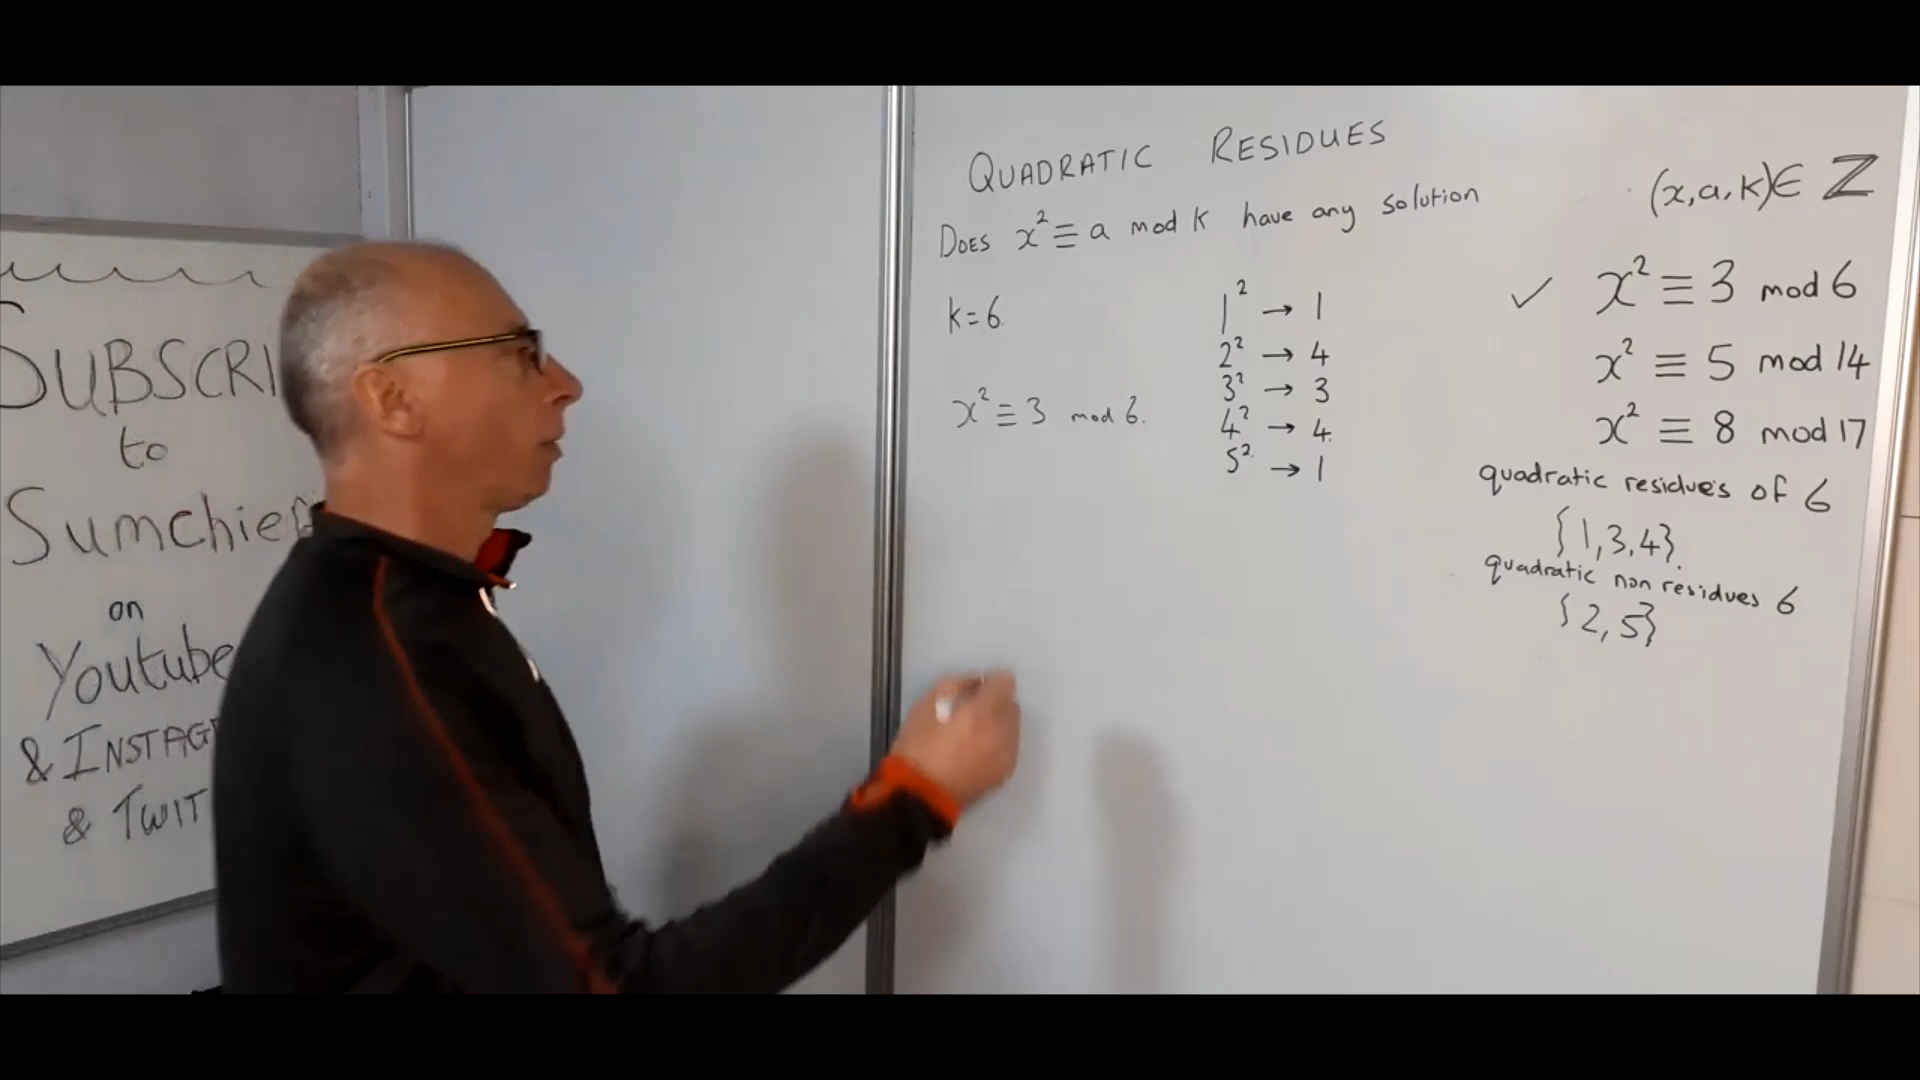 SUBSCRI
to
Sumchief
on
Youtube
& INSTAG
& TWIT
QUADRATIC RESIDUES
DOES x² ≡ a mod k have any solution
(x,a,k)∈ ℤ
k=6.
x² ≡ 3 mod 6.
1² → 1
2² → 4
3² → 3
4² → 4.
5² → 1
✓ x² ≡ 3 mod 6
x² ≡ 5 mod 14
x² ≡ 8 mod 17
quadratic residues of 6
{1,3,4}.
quadratic non residues 6
{2,5}